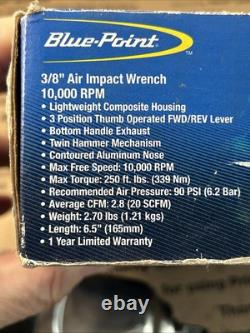 Blue-Point™
3/8" Air Impact Wrench
10,000 RPM
• Lightweight Composite Housing
• 3 Position Thumb Operated FWD/REV Lever
• Bottom Handle Exhaust
• Twin Hammer Mechanism
• Contoured Aluminum Nose
• Max Free Speed: 10,000 RPM
• Max Torque: 250 ft. lbs. (339 Nm)
• Recommended Air Pressure: 90 PSI (6.2 Bar)
• Average CFM: 2.8 (20 SCFM)
• Weight: 2.70 lbs (1.21 kgs)
• Length: 6.5" (165mm)
• 1 Year Limited Warranty